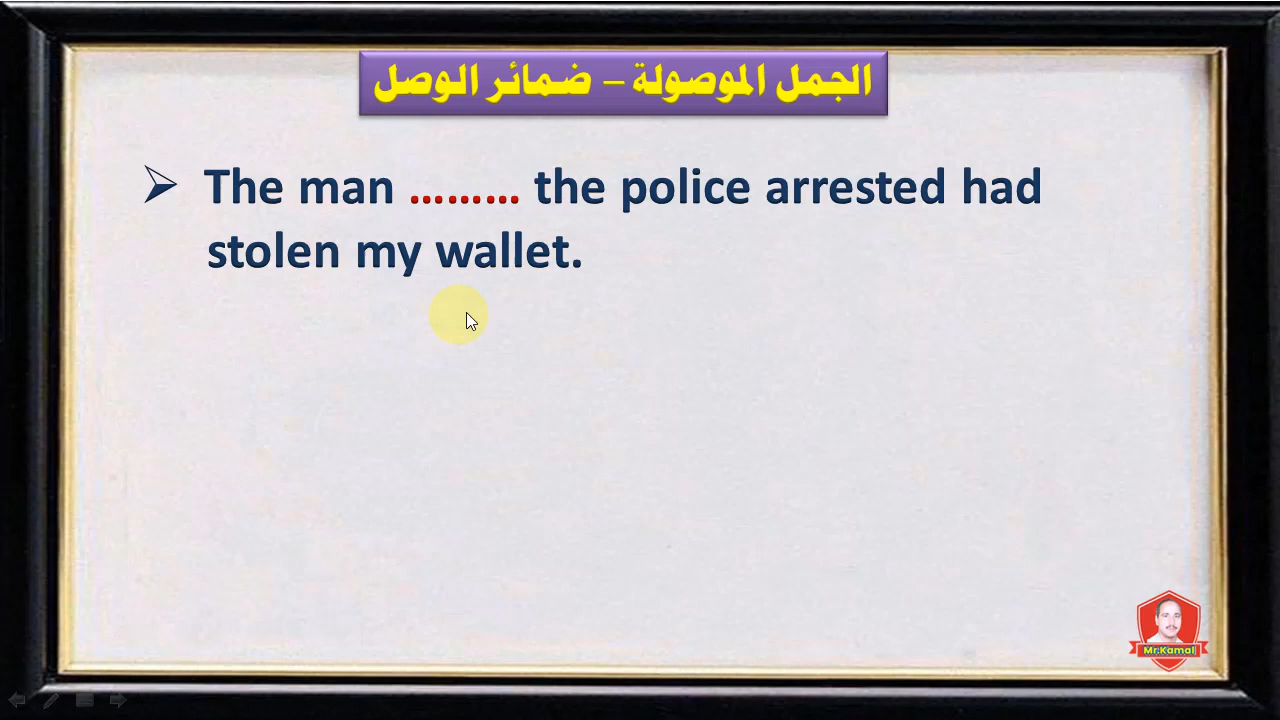 الجمل الموصولة – ضمائر الوصل
➢ The man ……… the police arrested had
stolen my wallet.
Mr.Kamal